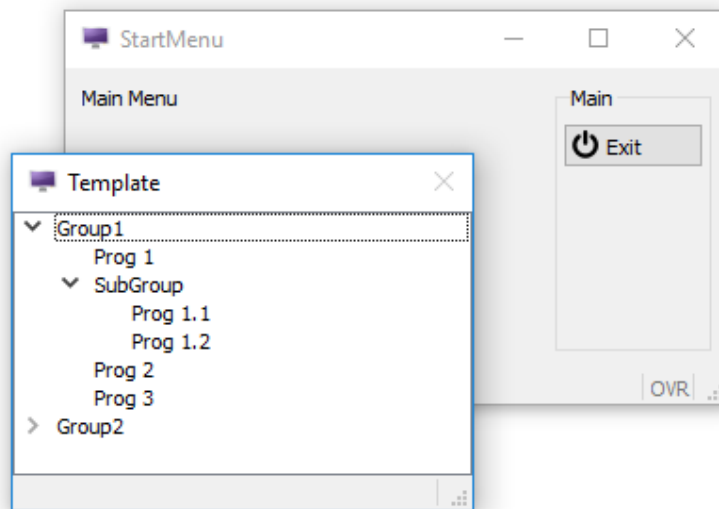 StartMenu
Main Menu
Main
Exit
OVR
Template
Group1
Prog 1
SubGroup
Prog 1.1
Prog 1.2
Prog 2
Prog 3
Group2